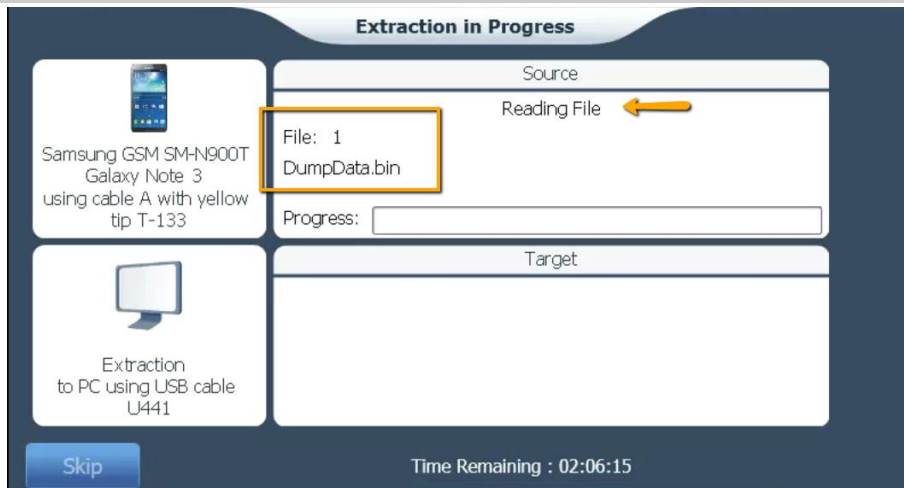 Extraction in Progress
Samsung GSM SM-N900T
Galaxy Note 3
using cable A with yellow
tip T-133
Source
Reading File
File: 1
DumpData.bin
Progress:
Extraction
to PC using USB cable
U441
Target
Skip
Time Remaining : 02:06:15